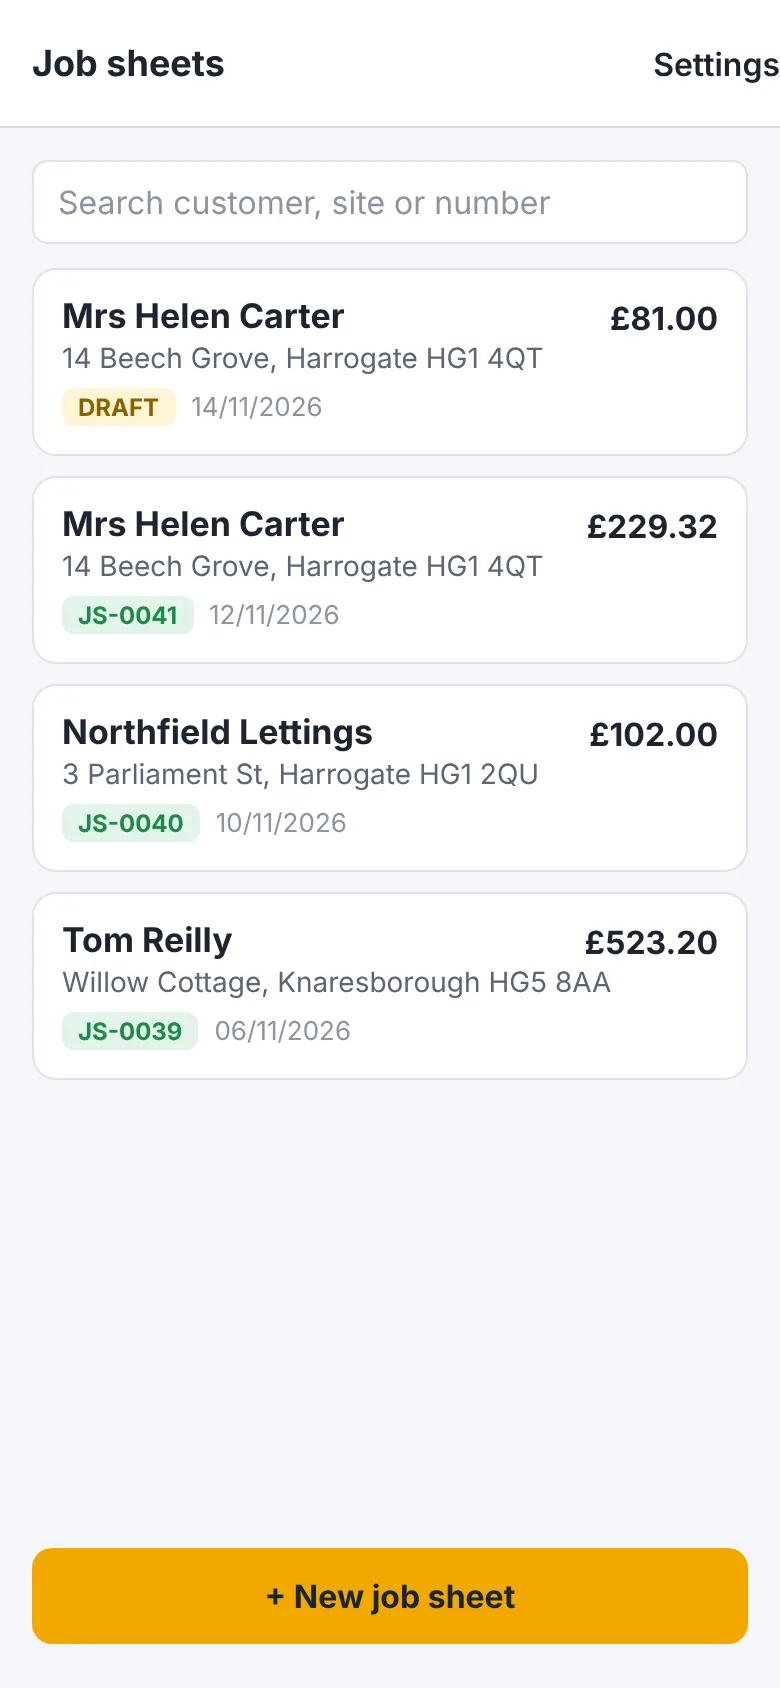 Job sheets
Settings
Search customer, site or number
Mrs Helen Carter
£81.00
14 Beech Grove, Harrogate HG1 4QT
DRAFT 14/11/2026
Mrs Helen Carter
£229.32
14 Beech Grove, Harrogate HG1 4QT
JS-0041 12/11/2026
Northfield Lettings
£102.00
3 Parliament St, Harrogate HG1 2QU
JS-0040 10/11/2026
Tom Reilly
£523.20
Willow Cottage, Knaresborough HG5 8AA
JS-0039 06/11/2026
+ New job sheet